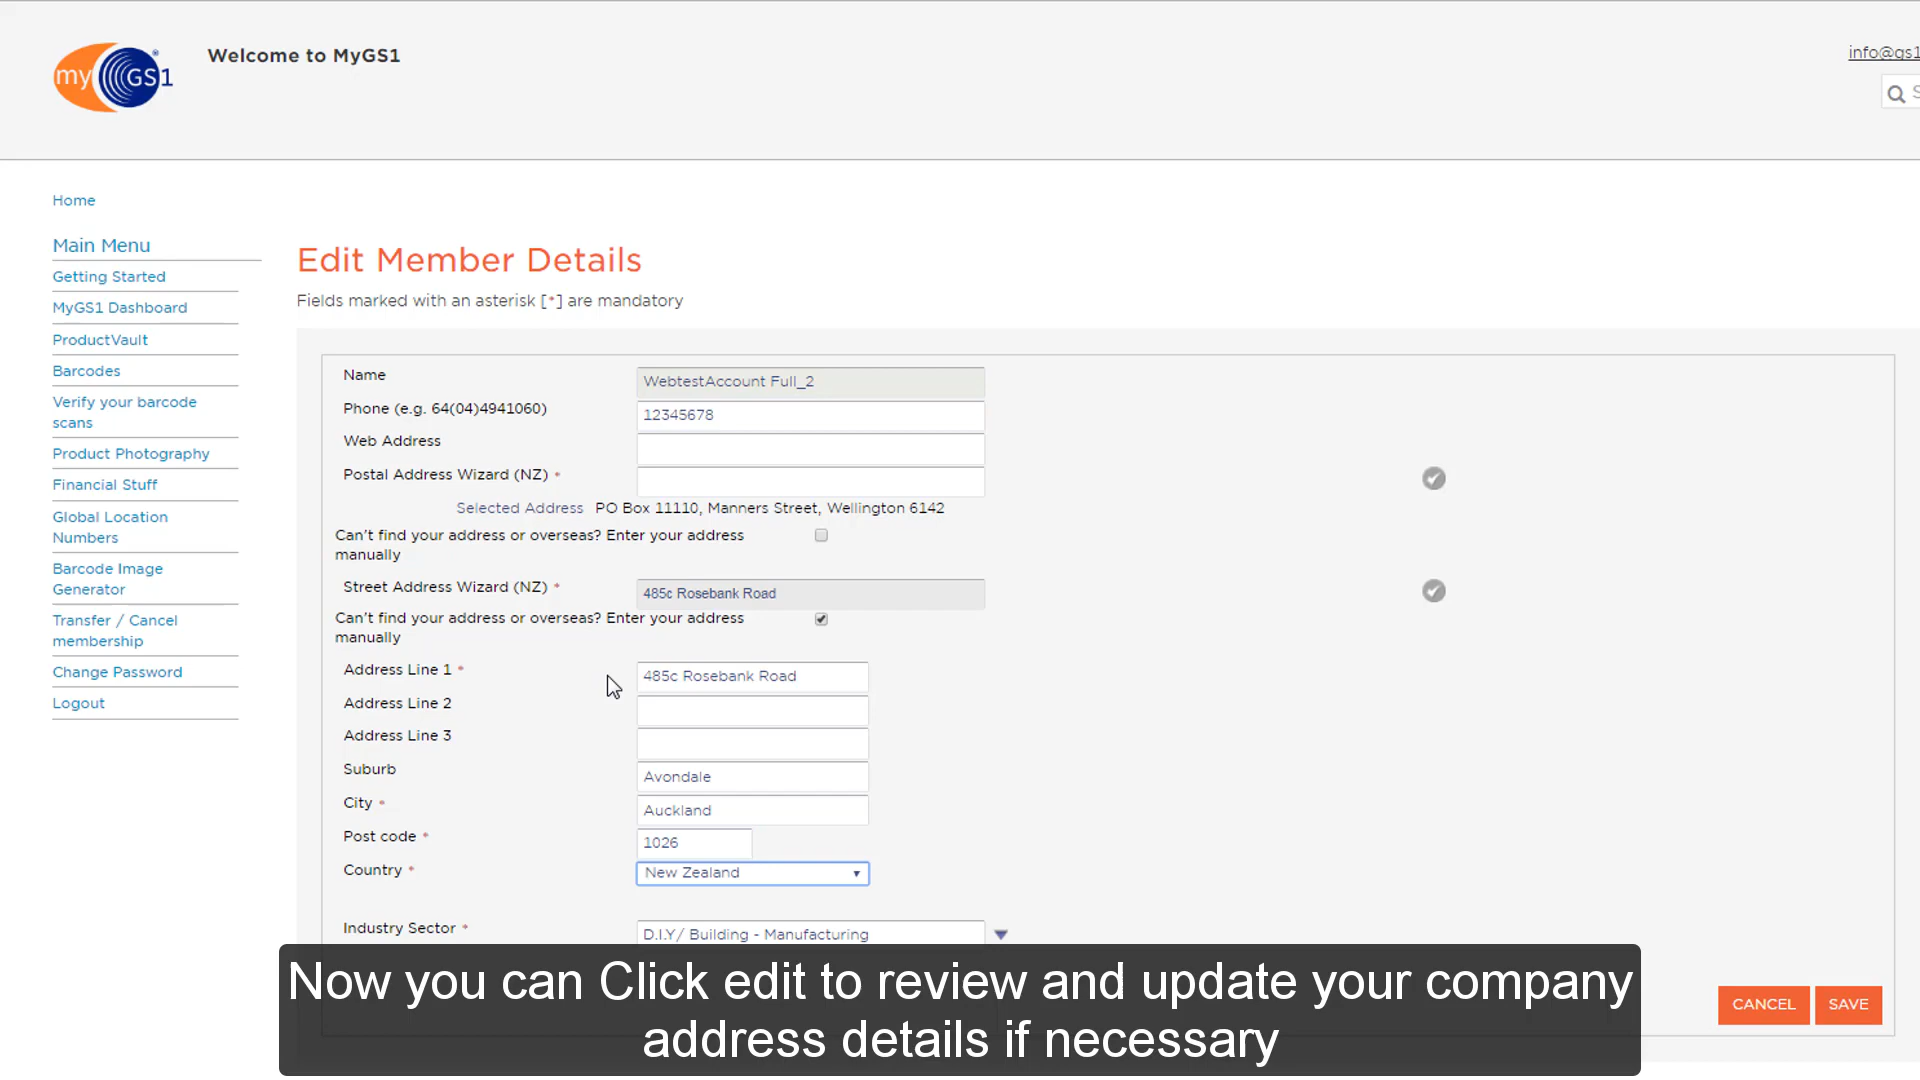 my GS1®
Welcome to MyGS1
info@gs1
Home
Main Menu
Getting Started
MyGS1 Dashboard
ProductVault
Barcodes
Verify your barcode
scans
Product Photography
Financial Stuff
Global Location
Numbers
Barcode Image
Generator
Transfer / Cancel
membership
Change Password
Logout
Edit Member Details
Fields marked with an asterisk [*] are mandatory
Name WebtestAccount Full_2
Phone (e.g. 64(04)4941060) 12345678
Web Address
Postal Address Wizard (NZ) *
Selected Address PO Box 11110, Manners Street, Wellington 6142
Can't find your address or overseas? Enter your address
manually
Street Address Wizard (NZ) * 485c Rosebank Road
Can't find your address or overseas? Enter your address
manually
Address Line 1 * 485c Rosebank Road
Address Line 2
Address Line 3
Suburb Avondale
City * Auckland
Post code * 1026
Country * New Zealand
Industry Sector * D.I.Y/ Building - Manufacturing
CANCEL SAVE
Now you can Click edit to review and update your company
address details if necessary